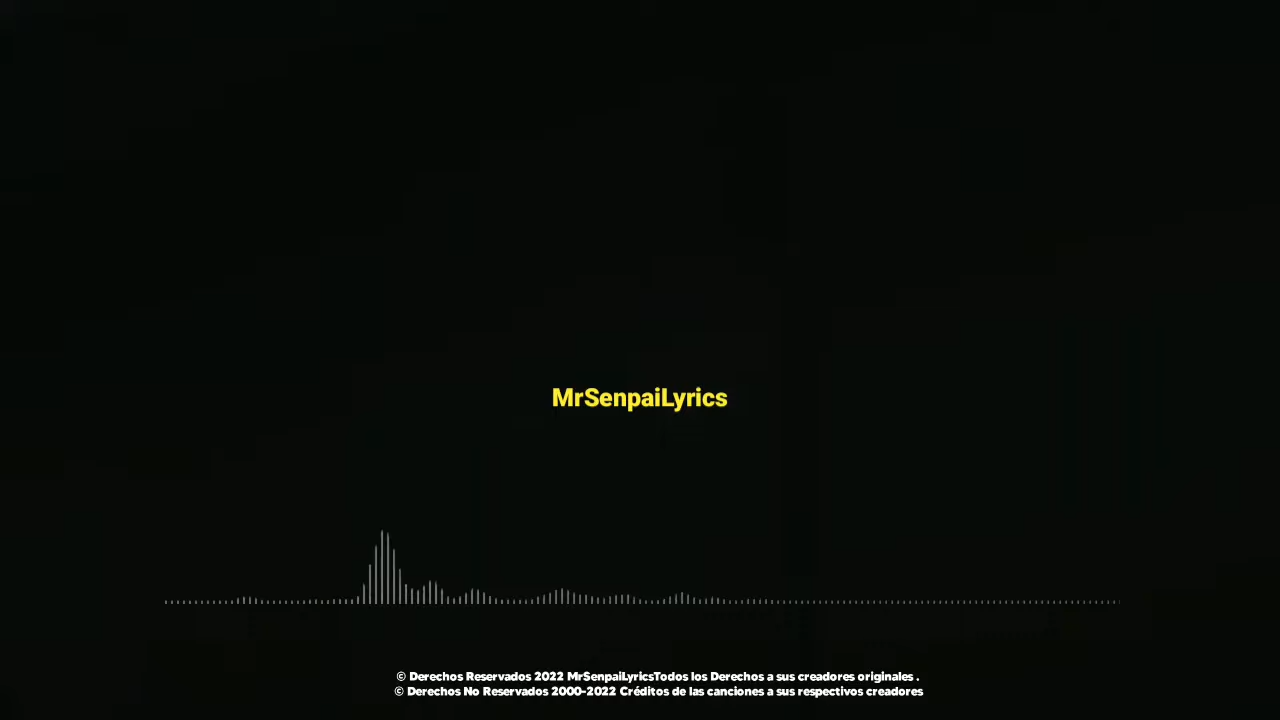 MrSenpaiLyrics
© Derechos Reservados 2022 MrSenpaiLyricsTodos los Derechos a sus creadores originales .
© Derechos No Reservados 2000-2022 Créditos de las canciones a sus respectivos creadores